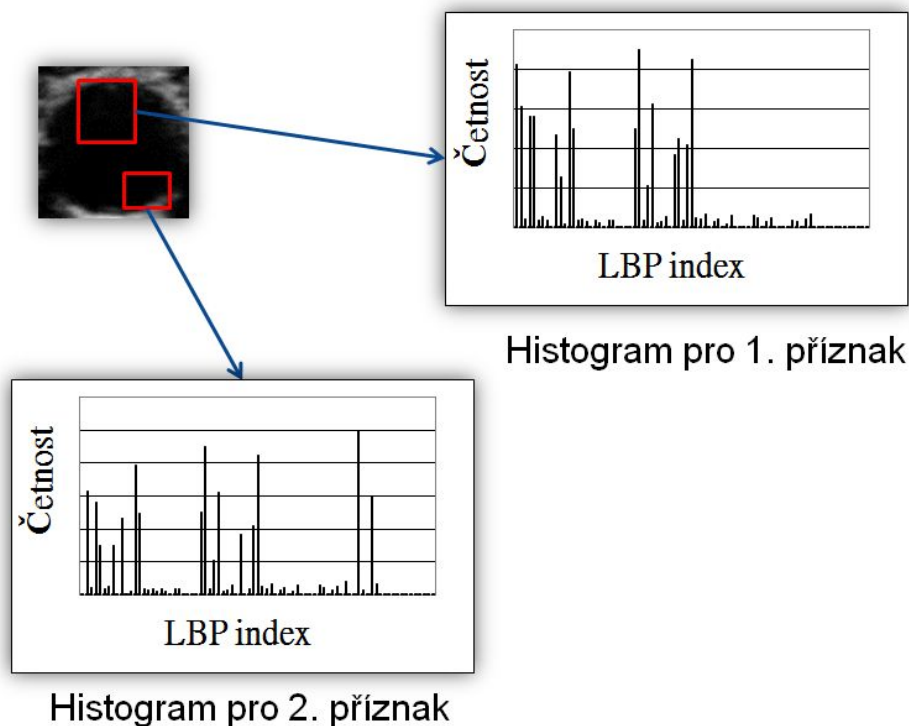 Četnost
LBP index
Histogram pro 1. příznak
Četnost
LBP index
Histogram pro 2. příznak